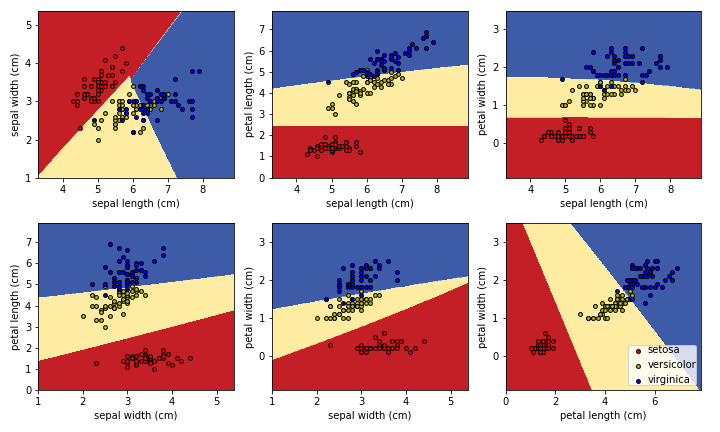 5
4
3
2
1
sepal width (cm)
4 5 6 7 8
sepal length (cm)
7
6
5
4
3
2
1
0
petal length (cm)
4 5 6 7 8
sepal length (cm)
3
2
1
0
petal width (cm)
4 5 6 7 8
sepal length (cm)
7
6
5
4
3
2
1
0
petal length (cm)
1 2 3 4 5
sepal width (cm)
3
2
1
0
petal width (cm)
1 2 3 4 5
sepal width (cm)
3
2
1
0
petal width (cm)
0 2 4 6
petal length (cm)
setosa
versicolor
virginica